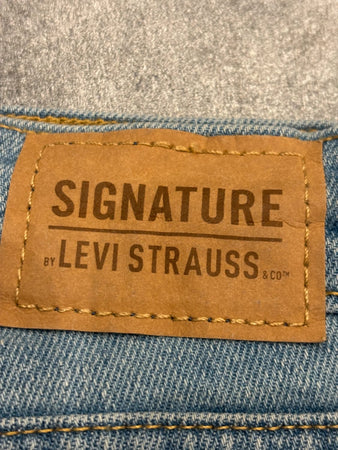 SIGNATURE
BY LEVI STRAUSS & CO™